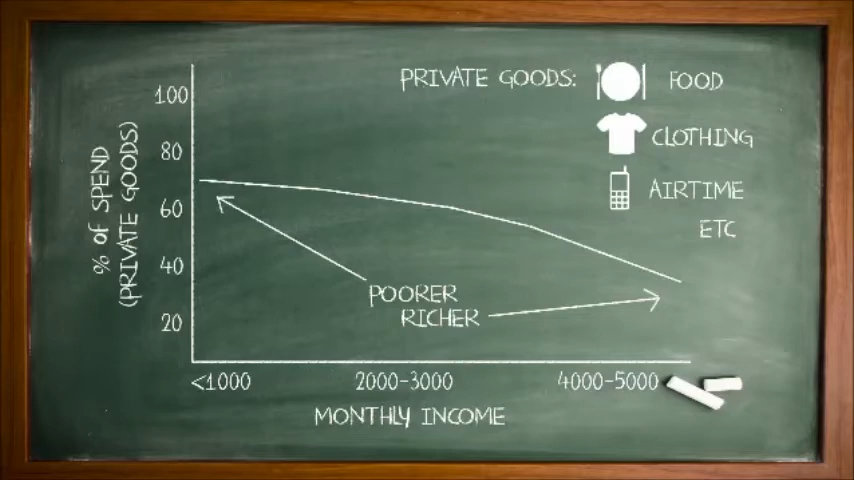 PRIVATE GOODS:
FOOD
CLOTHING
AIRTIME
ETC
% of SPEND
(PRIVATE GOODS)
100
80
60
40
20
POORER
RICHER
<1000
2000-3000
4000-5000
MONTHLY INCOME